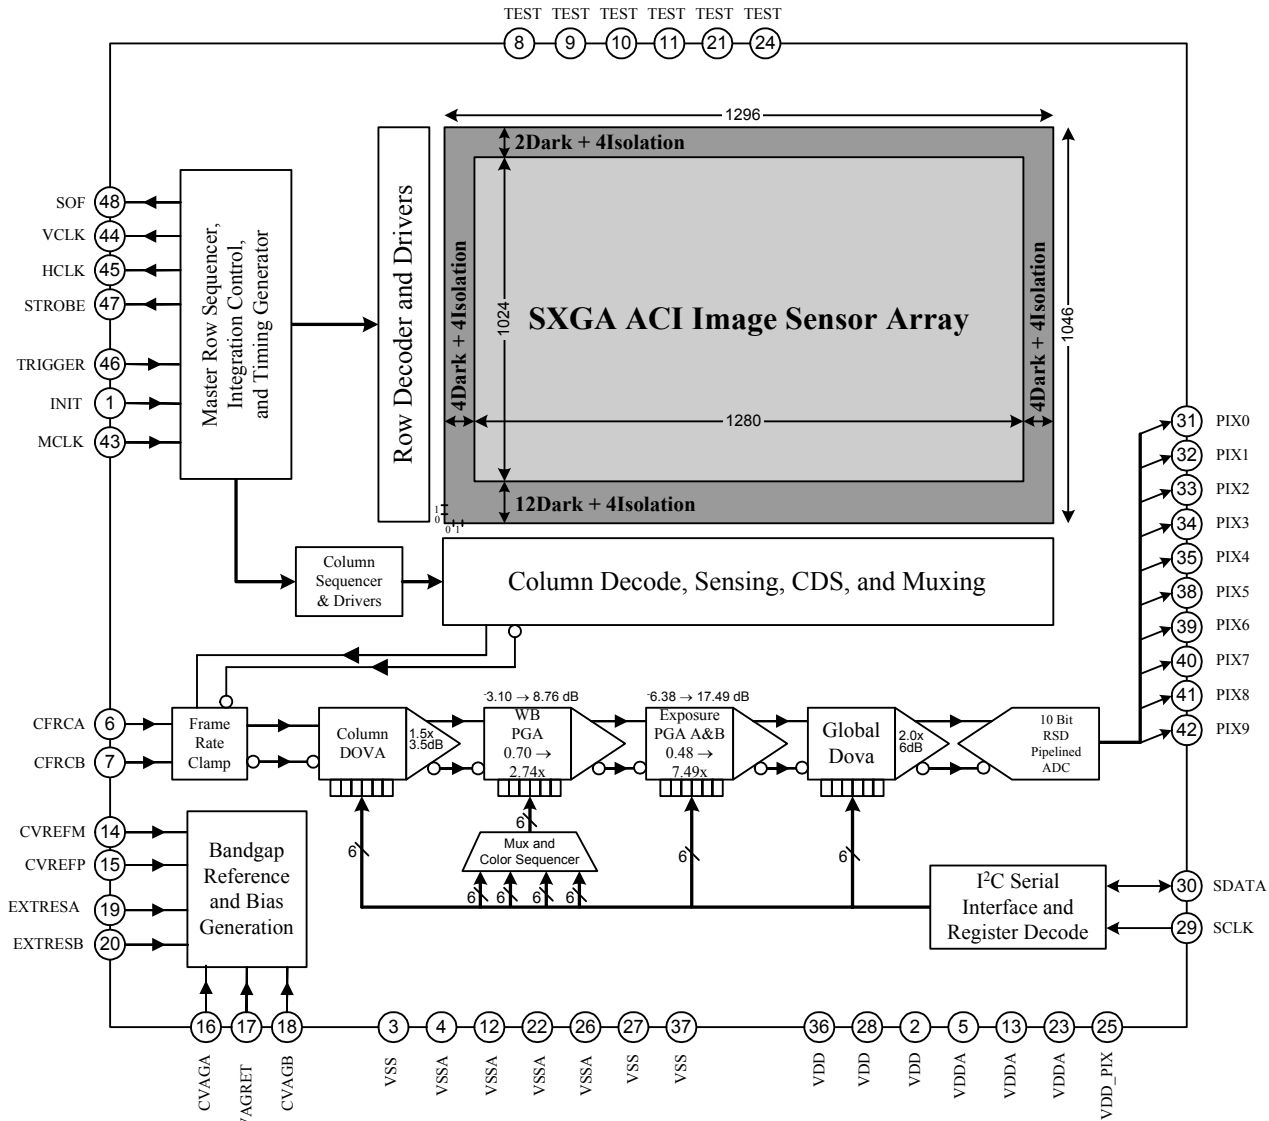 TEST TEST TEST TEST TEST TEST
8 9 10 11 21 24
1296
2Dark + 4Isolation
SOF 48
VCLK 44
HCLK 45
STROBE 47
TRIGGER 46
INIT 1
MCLK 43
Master Row Sequencer,
Integration Control,
and Timing Generator
Row Decoder and Drivers
4Dark + 4Isolation
1024
SXGA ACI Image Sensor Array
1280
4Dark + 4Isolation
1046
12Dark + 4Isolation
1
0
0 1
31 PIX0
32 PIX1
33 PIX2
34 PIX3
35 PIX4
38 PIX5
39 PIX6
40 PIX7
41 PIX8
42 PIX9
Column
Sequencer
& Drivers
Column Decode, Sensing, CDS, and Muxing
CFRCA 6
CFRCB 7
Frame
Rate
Clamp
Column
DOVA
1.5x
3.5dB
-3.10 → 8.76 dB
WB
PGA
0.70 →
2.74x
-6.38 → 17.49 dB
Exposure
PGA A&B
0.48 →
7.49x
Global
Dova
2.0x
6dB
10 Bit
RSD
Pipelined
ADC
6
6
6
6
Mux and
Color Sequencer
6 6 6 6
CVREFM 14
CVREFP 15
EXTRESA 19
EXTRESB 20
Bandgap
Reference
and Bias
Generation
I²C Serial
Interface and
Register Decode
30 SDATA
29 SCLK
16 17 18 3 4 12 22 26 27 37 36 28 2 5 13 23 25
CVAGA
VAGRET
CVAGB
VSS
VSSA
VSSA
VSSA
VSSA
VSS
VSS
VDD
VDD
VDD
VDDA
VDDA
VDDA
VDD_PIX